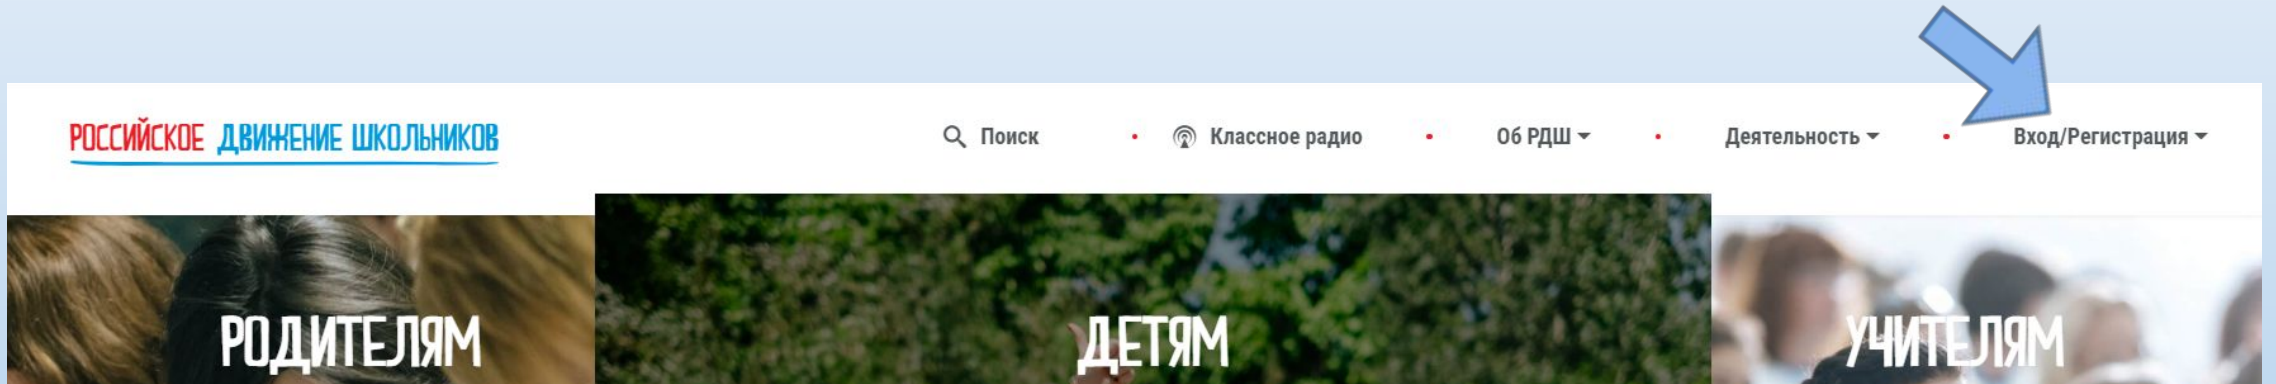 РОССИЙСКОЕ ДВИЖЕНИЕ ШКОЛЬНИКОВ
Поиск
Классное радио
Об РДШ
Деятельность
Вход/Регистрация
РОДИТЕЛЯМ
ДЕТЯМ
УЧИТЕЛЯМ